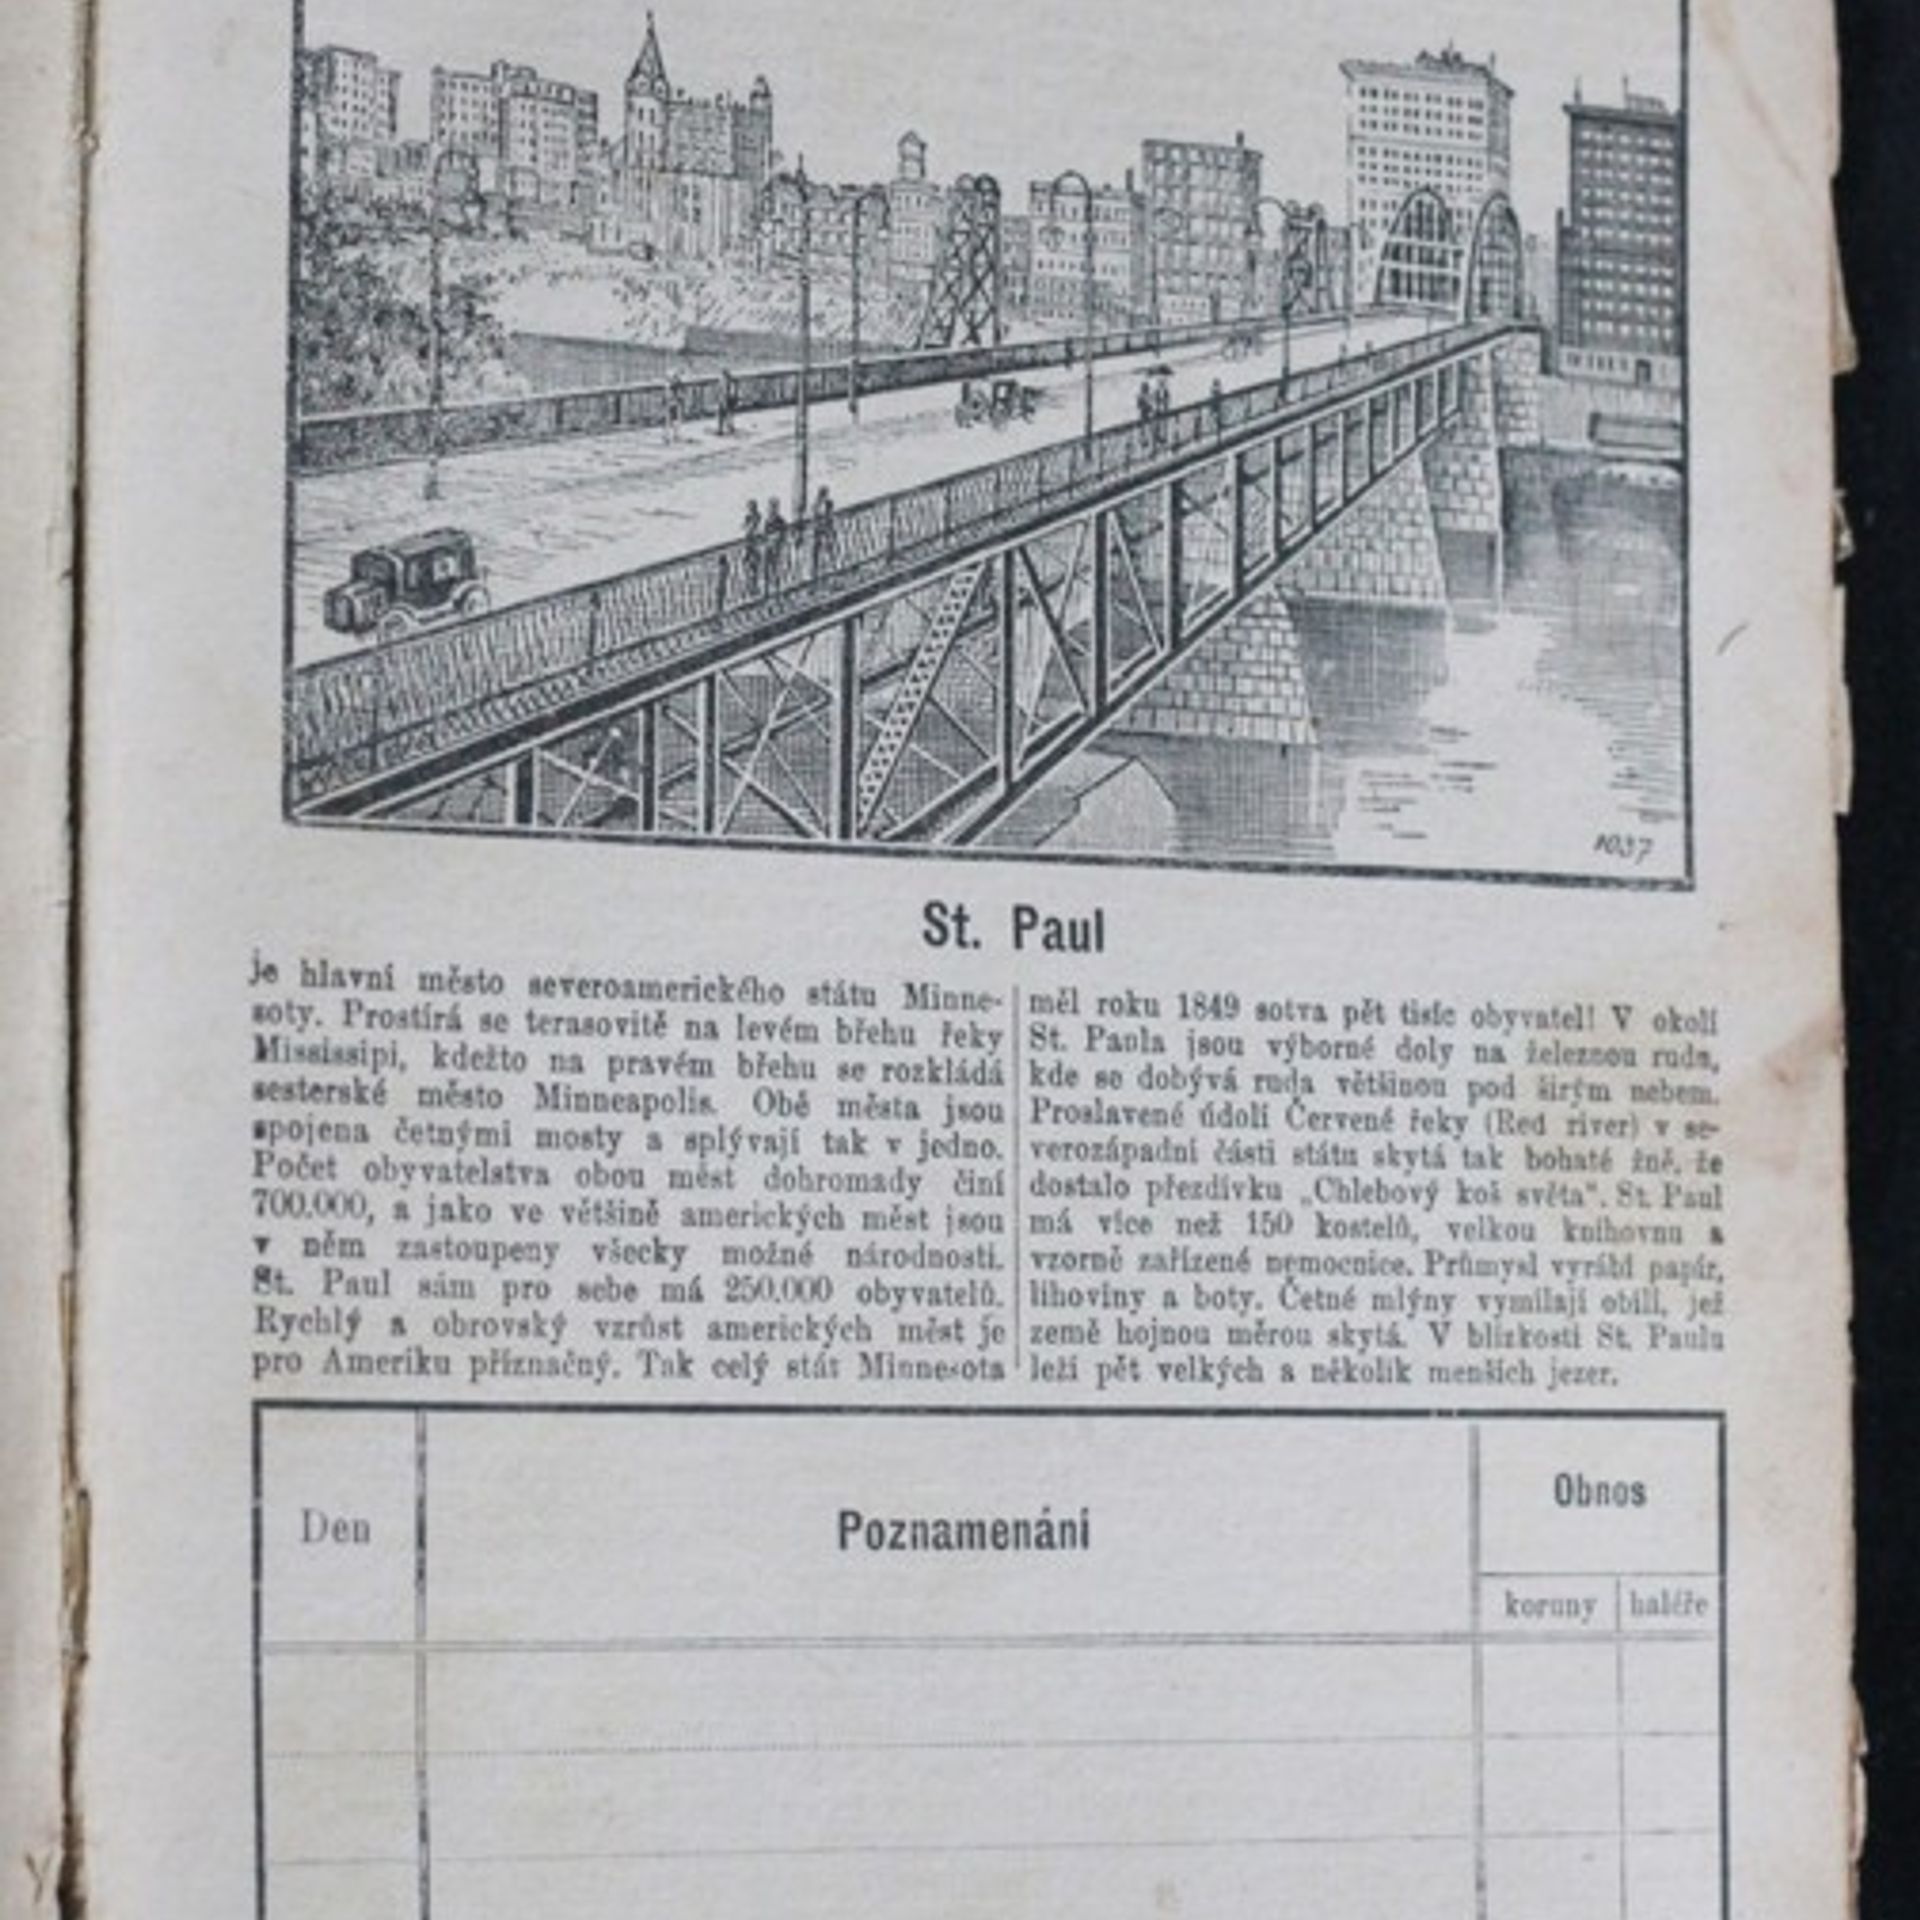 1037
St. Paul
je hlavní město severoamerického státu Minne-
soty. Prostírá se terasovitě na levém břehu řeky
Mississipi, kdežto na pravém břehu se rozkládá
sesterské město Minneapolis. Obě města jsou
spojena četnými mosty a splývají tak v jedno.
Počet obyvatelstva obou měst dohromady činí
700.000, a jako ve většině amerických měst jsou
v něm zastoupeny všecky možné národnosti.
St. Paul sám pro sebe má 250.000 obyvatelů.
Rychlý a obrovský vzrůst amerických měst je
pro Ameriku příznačný. Tak celý stát Minnesota
měl roku 1849 sotva pět tisíc obyvatel! V okolí
St. Paula jsou výborné doly na železnou rudu,
kde se dobývá ruda většinou pod širým nebem.
Proslavené údolí Červené řeky (Red river) v se-
verozápadní části státu skytá tak bohaté žně, že
dostalo přezdívku „Chlebový koš světa“. St. Paul
má více než 150 kostelů, velkou knihovnu a
vzorně zařízené nemocnice. Průmysl vyrábí papír,
lihoviny a boty. Četné mlýny vymílají obilí, jež
země hojnou měrou skytá. V blízkosti St. Paulu
leží pět velkých a několik menších jezer.
Den
Poznamenání
Obnos
koruny
haléře